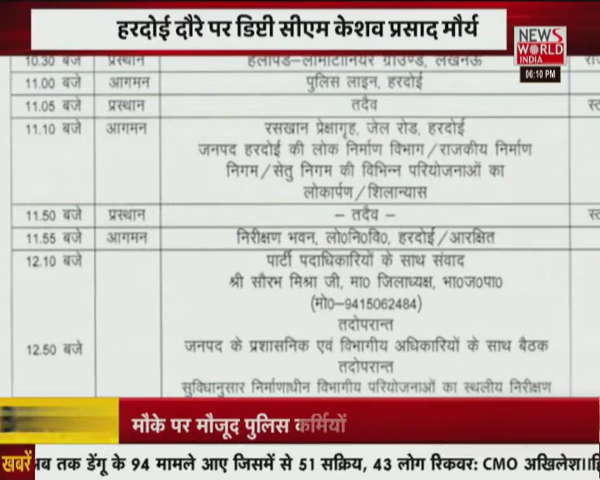 हरदोई दौरे पर डिप्टी सीएम केशव प्रसाद मौर्य
NEWS
WORLD
INDIA
06:10 PM
10.30 बजे प्रस्थान हेलीपैड-लामार्टीनियर ग्राउण्ड, लखनऊ
11.00 बजे आगमन पुलिस लाइन, हरदोई
11.05 बजे प्रस्थान तदैव
11.10 बजे आगमन रसखान प्रेक्षागृह, जेल रोड, हरदोई
जनपद हरदोई की लोक निर्माण विभाग/राजकीय निर्माण
निगम/सेतु निगम की विभिन्न परियोजनाओं का
लोकार्पण/शिलान्यास
11.50 बजे प्रस्थान – तदैव –
11.55 बजे आगमन निरीक्षण भवन, लो0नि0वि0, हरदोई/आरक्षित
12.10 बजे पार्टी पदाधिकारियों के साथ संवाद
श्री सौरभ मिश्रा जी, मा0 जिलाध्यक्ष, भा0ज0पा0
(मो0-9415062484)
तदोपरान्त
12.50 बजे जनपद के प्रशासनिक एवं विभागीय अधिकारियों के साथ बैठक
तदोपरान्त
सुविधानुसार निर्माणाधीन विभागीय परियोजनाओं का स्थलीय निरीक्षण
मौके पर मौजूद पुलिस कर्मियों
खबरें तक डेंगू के 94 मामले आए जिसमें से 51 सक्रिय, 43 लोग रिकवर: CMO अखिलेश॥